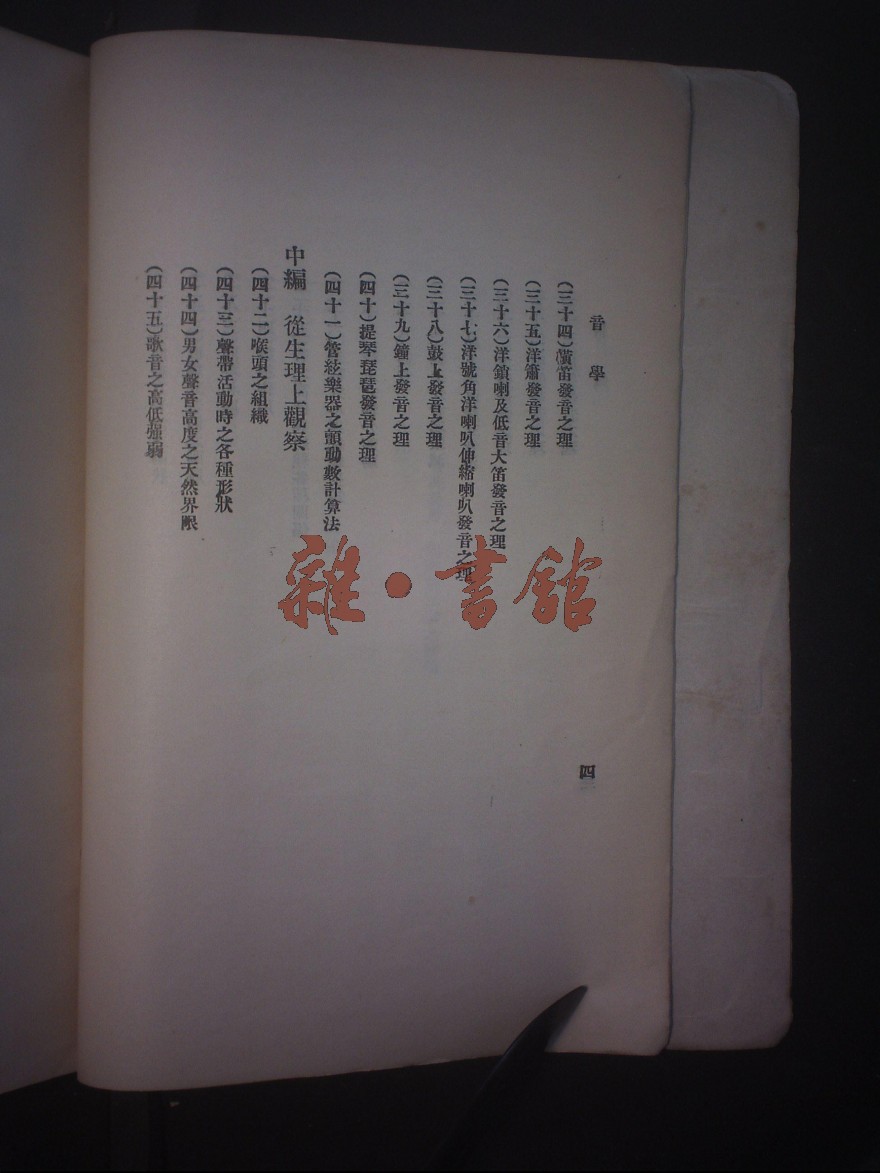 音學
四
(三十四)簧笛發音之理
(三十五)洋簫發音之理
(三十六)洋鎖喇及低音大笛發音之理
(三十七)洋號角洋喇叭伸縮喇叭發音之理
(三十八)鼓上發音之理
(三十九)鐘上發音之理
(四十)提琴琵琶發音之理
(四十一)管絃樂器之顫動數計算法
中編 從生理上觀察
(四十二)喉頭之組織
(四十三)聲帶活動時之各種形狀
(四十四)男女聲音高度之天然界限
(四十五)歌音之高低強弱
雜·書館